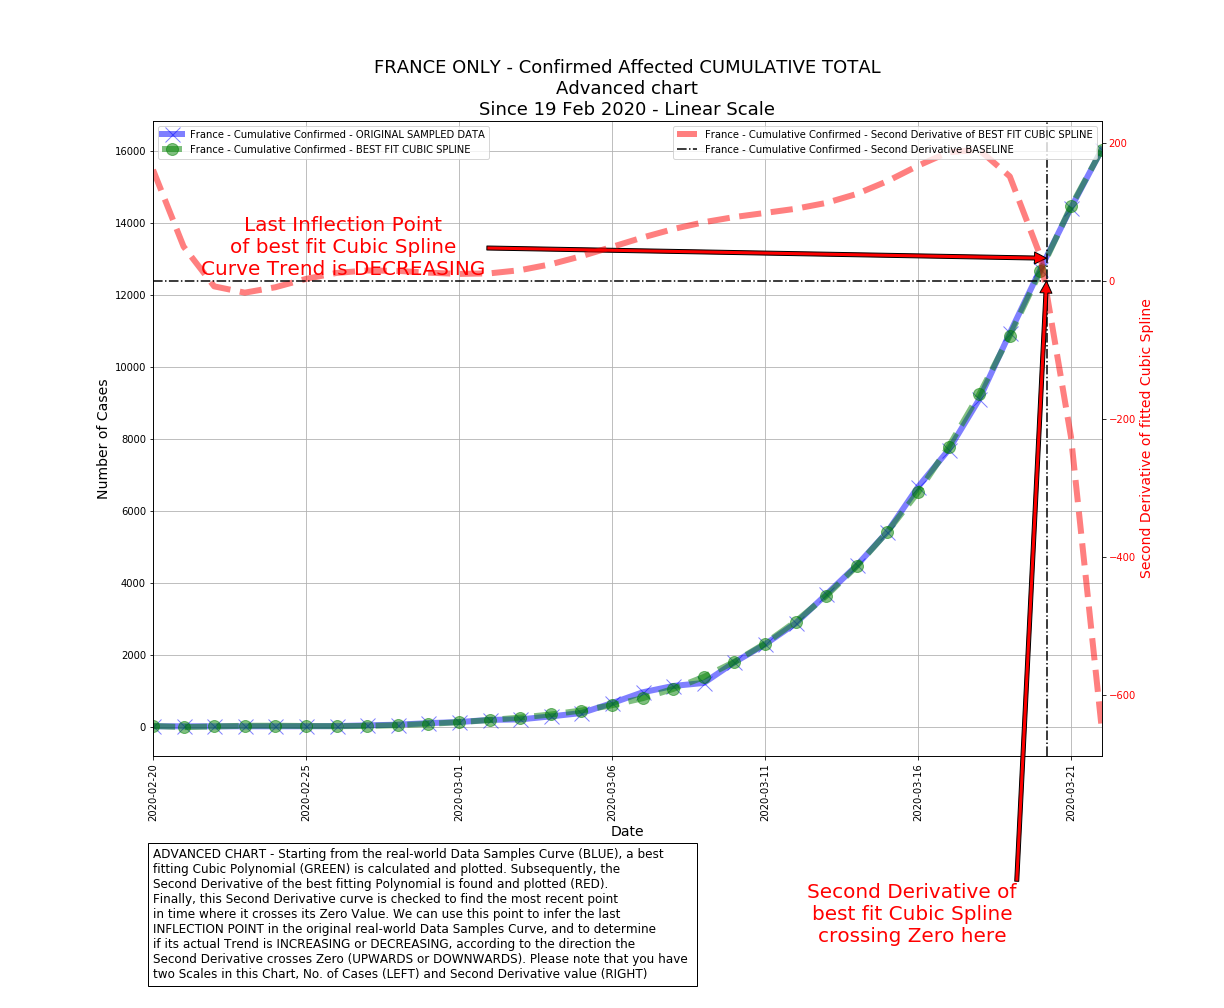 FRANCE ONLY - Confirmed Affected CUMULATIVE TOTAL
Advanced chart
Since 19 Feb 2020 - Linear Scale
France - Cumulative Confirmed - ORIGINAL SAMPLED DATA
France - Cumulative Confirmed - BEST FIT CUBIC SPLINE
France - Cumulative Confirmed - Second Derivative of BEST FIT CUBIC SPLINE
France - Cumulative Confirmed - Second Derivative BASELINE
Last Inflection Point
of best fit Cubic Spline
Curve Trend is DECREASING
Number of Cases
16000
14000
12000
10000
8000
6000
4000
2000
0
200
0
−200
−400
−600
Second Derivative of fitted Cubic Spline
2020-02-20
2020-02-25
2020-03-01
2020-03-06
2020-03-11
2020-03-16
2020-03-21
Date
ADVANCED CHART - Starting from the real-world Data Samples Curve (BLUE), a best
fitting Cubic Polynomial (GREEN) is calculated and plotted. Subsequently, the
Second Derivative of the best fitting Polynomial is found and plotted (RED).
Finally, this Second Derivative curve is checked to find the most recent point
in time where it crosses its Zero Value. We can use this point to infer the last
INFLECTION POINT in the original real-world Data Samples Curve, and to determine
if its actual Trend is INCREASING or DECREASING, according to the direction the
Second Derivative crosses Zero (UPWARDS or DOWNWARDS). Please note that you have
two Scales in this Chart, No. of Cases (LEFT) and Second Derivative value (RIGHT)
Second Derivative of
best fit Cubic Spline
crossing Zero here